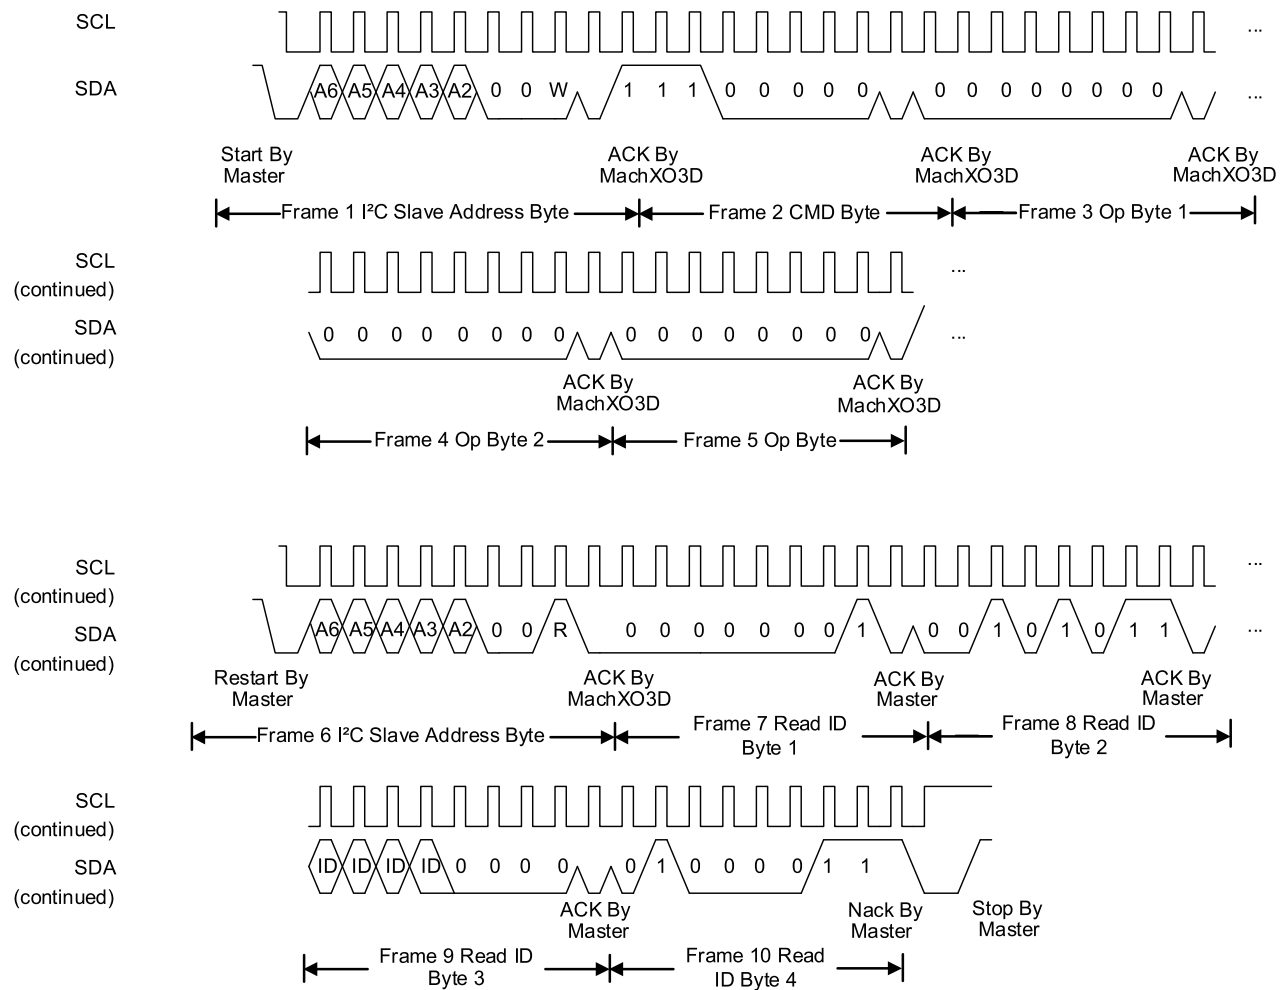 SCL
...
SDA
A6 A5 A4 A3 A2 0 0 W 1 1 1 0 0 0 0 0 0 0 0 0 0 0 0 0
...
Start By
Master
ACK By
MachXO3D
ACK By
MachXO3D
ACK By
MachXO3D
Frame 1 I²C Slave Address Byte
Frame 2 CMD Byte
Frame 3 Op Byte 1
SCL
(continued)
...
SDA
(continued)
0 0 0 0 0 0 0 0 0 0 0 0 0 0 0 0
...
ACK By
MachXO3D
ACK By
MachXO3D
Frame 4 Op Byte 2
Frame 5 Op Byte
SCL
(continued)
...
SDA
(continued)
A6 A5 A4 A3 A2 0 0 R 0 0 0 0 0 0 0 1 0 0 1 0 1 0 1 1
...
Restart By
Master
ACK By
MachXO3D
ACK By
Master
ACK By
Master
Frame 6 I²C Slave Address Byte
Frame 7 Read ID
Byte 1
Frame 8 Read ID
Byte 2
SCL
(continued)
SDA
(continued)
ID ID ID ID 0 0 0 0 0 1 0 0 0 0 1 1
ACK By
Master
Nack By
Master
Stop By
Master
Frame 9 Read ID
Byte 3
Frame 10 Read
ID Byte 4